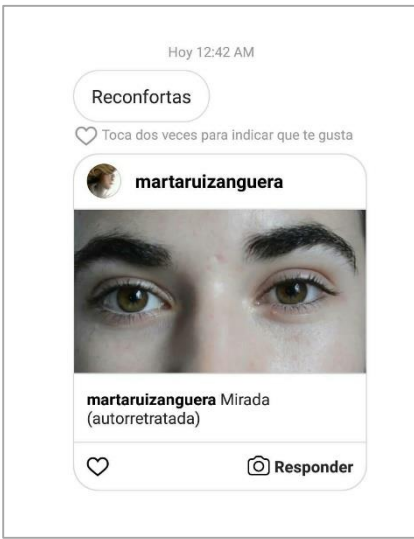 Hoy 12:42 AM
Reconfortas
Toca dos veces para indicar que te gusta
martaruizanguera
martaruizanguera Mirada
(autorretratada)
Responder